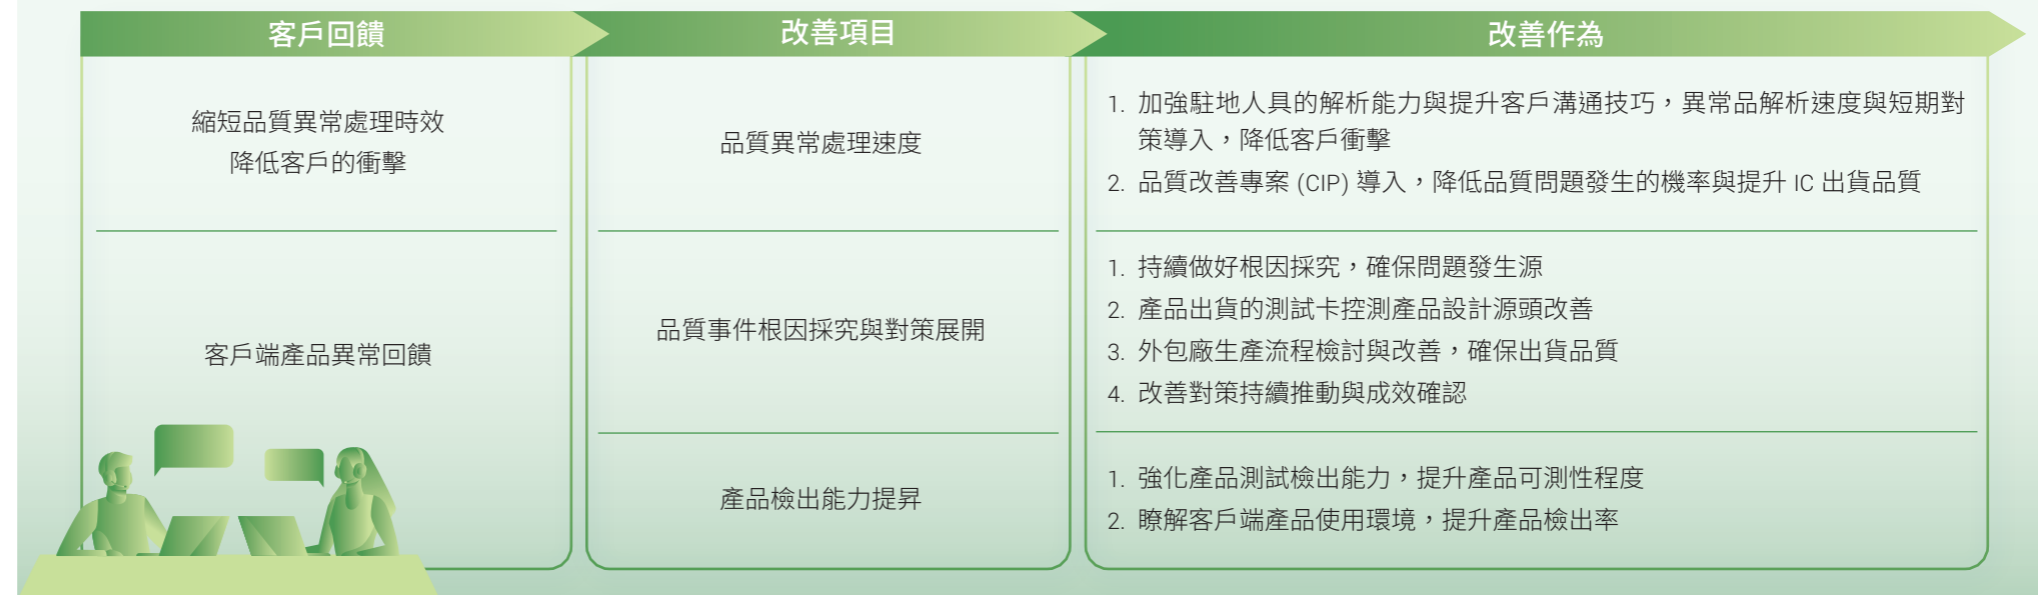 客戶回饋
改善項目
改善作為
縮短品質異常處理時效
降低客戶的衝擊
品質異常處理速度
1. 加強駐地人具的解析能力與提升客戶溝通技巧，異常品解析速度與短期對
策導入，降低客戶衝擊
2. 品質改善專案 (CIP) 導入，降低品質問題發生的機率與提升 IC 出貨品質
客戶端產品異常回饋
品質事件根因採究與對策展開
1. 持續做好根因採究，確保問題發生源
2. 產品出貨的測試卡控測產品設計源頭改善
3. 外包廠生產流程檢討與改善，確保出貨品質
4. 改善對策持續推動與成效確認
產品檢出能力提昇
1. 強化產品測試檢出能力，提升產品可測性程度
2. 瞭解客戶端產品使用環境，提升產品檢出率